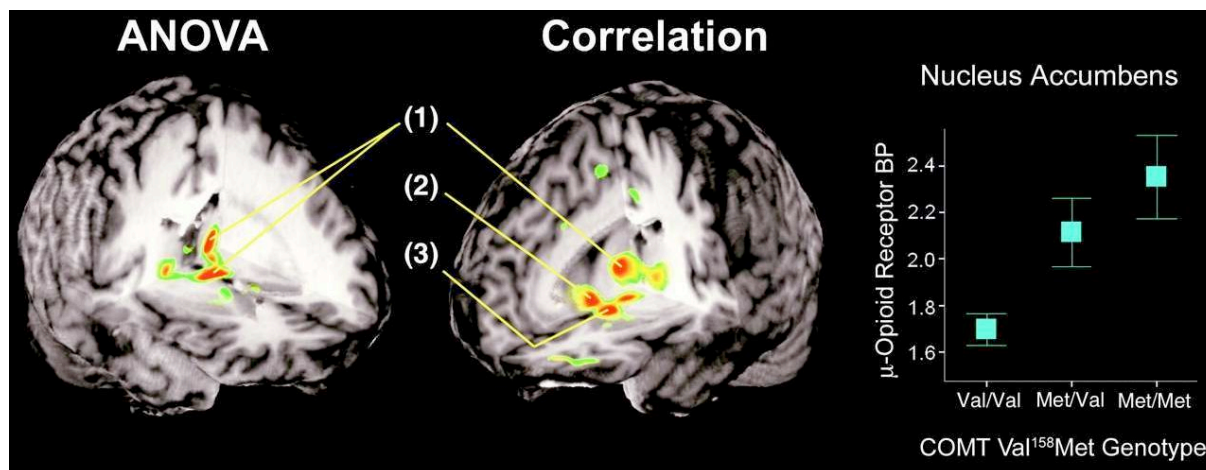 ANOVA
Correlation
(1)
(2)
(3)
Nucleus Accumbens
μ-Opioid Receptor BP
2.4
2.2
2.0
1.8
1.6
Val/Val Met/Val Met/Met
COMT Val¹⁵⁸Met Genotype